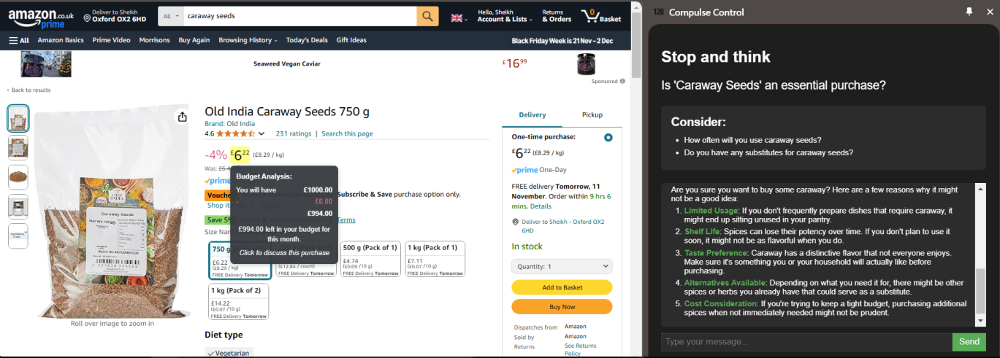 amazon.co.uk
prime
Deliver to Sheikh
Oxford OX2 6HD
All
caraway seeds
Hello, Sheikh
Account & Lists
Returns
& Orders
0
Basket
All
Amazon Basics
Prime Video
Morrisons
Buy Again
Browsing History
Today's Deals
Gift Ideas
Black Friday Week is 21 Nov – 2 Dec
Seaweed Vegan Caviar
£16⁹⁹
Sponsored
‹ Back to results
Old India Caraway Seeds 750 g
Brand: Old India
4.6
231 ratings | Search this page
-4% £6²² (£8.29 / kg)
Was: £6.4
prime
Vouche
Subscribe & Save purchase option only.
Shop ite
Save 5%
Terms
Size Nam
Budget Analysis:
You will have £1000.00
- £6.00
£994.00
£994.00 left in your budget for
this month.
Click to discuss this purchase
750 g
£6.22
(£8.29 / kg)
FREE Delivery Tomorrow
(£12.84 / count)
FREE Delivery Tomorrow
500 g (Pack of 1)
£4.74
(£0.09 /10 g)
FREE Delivery Tomorrow
1 kg (Pack of 1)
£7.11
(£0.07 /10 g)
FREE Delivery Tomorrow
1 kg (Pack of 2)
£14.22
(£0.07 /10 g)
FREE Delivery Tomorrow
OLD INDIA
Caraway Seeds
Roll over image to zoom in
Diet type
Vegetarian
Delivery
Pickup
One-time purchase:
£6²² (£8.29 / kg)
prime One-Day
FREE delivery Tomorrow, 11
November. Order within 9 hrs 6
mins. Details
Deliver to Sheikh - Oxford OX2
6HD
In stock
Quantity: 1
Add to Basket
Buy Now
Dispatches from Amazon
Sold by Amazon
Returns See Returns
Policy
128 Compulse Control
Stop and think
Is 'Caraway Seeds' an essential purchase?
Consider:
• How often will you use caraway seeds?
• Do you have any substitutes for caraway seeds?
Are you sure you want to buy some caraway? Here are a few reasons why it might
not be a good idea:
1. Limited Usage: If you don't frequently prepare dishes that require caraway, it
might end up sitting unused in your pantry.
2. Shelf Life: Spices can lose their potency over time. If you don't plan to use it
soon, it might not be as flavorful when you do.
3. Taste Preference: Caraway has a distinctive flavor that not everyone enjoys.
Make sure it's something you or your household will actually like before
purchasing.
4. Alternatives Available: Depending on what you need it for, there might be other
spices or herbs you already have that could serve as a substitute.
5. Cost Consideration: If you're trying to keep a tight budget, purchasing additional
spices when not immediately needed might not be prudent.
Type your message...
Send